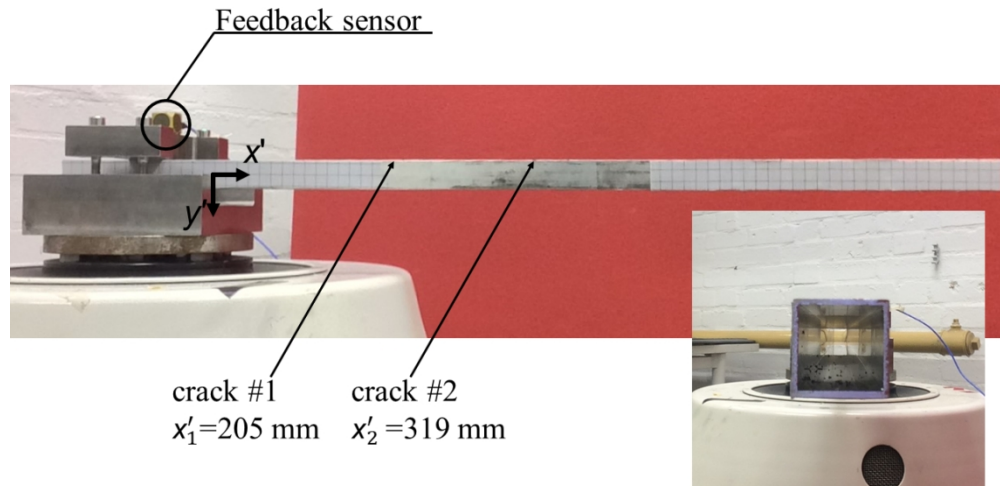 Feedback sensor
x'
y'
crack #1
x′₁=205 mm
crack #2
x′₂ =319 mm